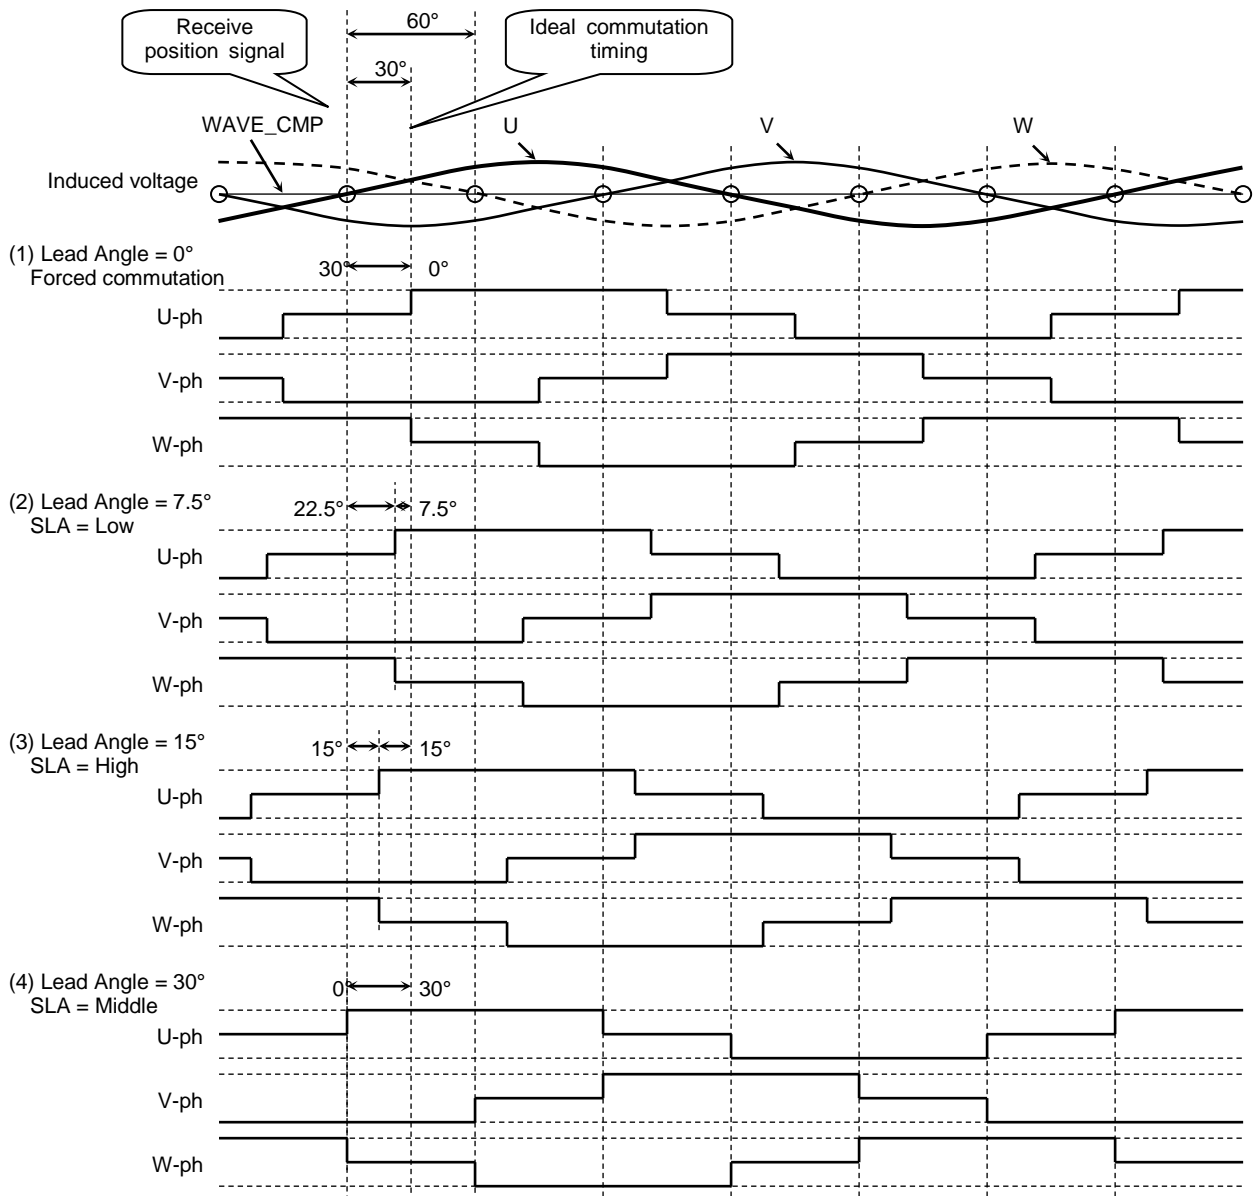 Receive
position signal
60°
Ideal commutation
timing
30°
WAVE_CMP
U
V
W
Induced voltage
(1) Lead Angle = 0°
Forced commutation
30°
0°
U-ph
V-ph
W-ph
(2) Lead Angle = 7.5°
SLA = Low
22.5°
7.5°
U-ph
V-ph
W-ph
(3) Lead Angle = 15°
SLA = High
15°
15°
U-ph
V-ph
W-ph
(4) Lead Angle = 30°
SLA = Middle
0°
30°
U-ph
V-ph
W-ph